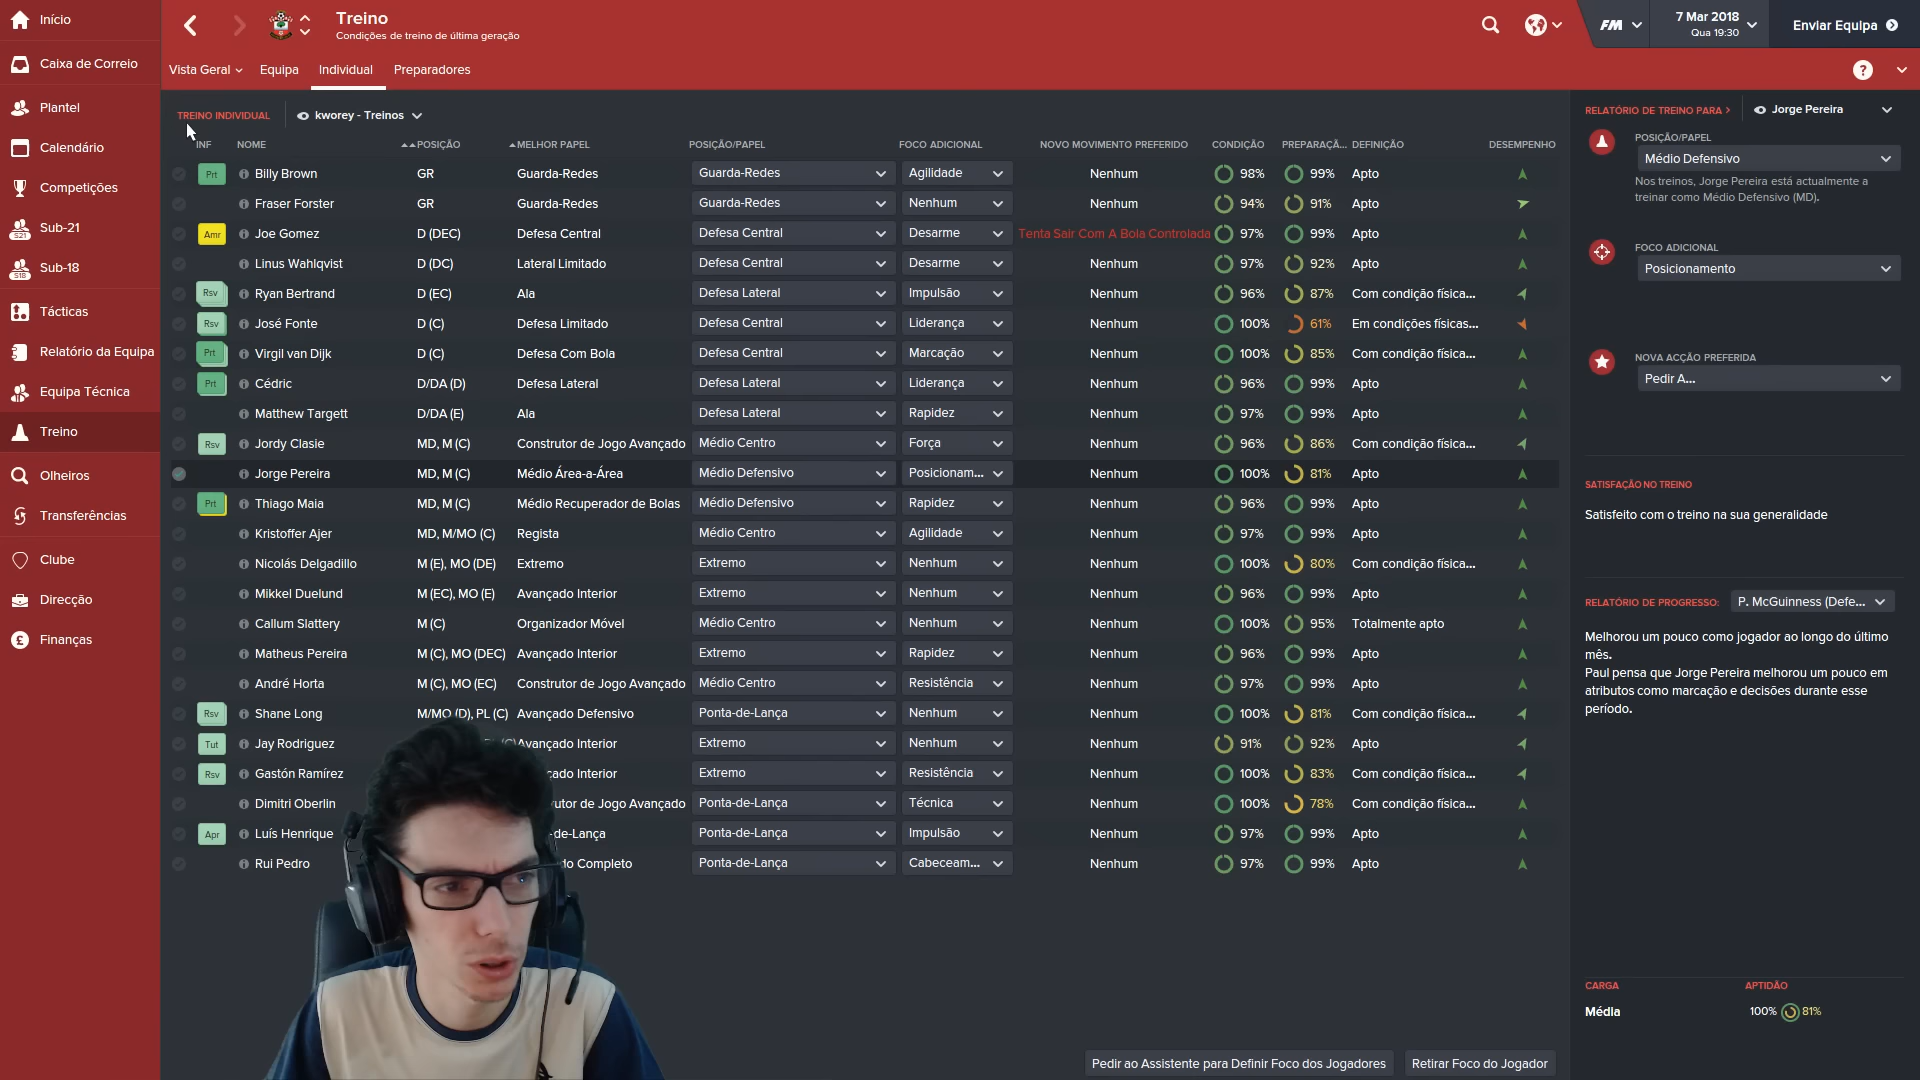 Início
Caixa de Correio
Plantel
Calendário
Competições
Sub-21
Sub-18
Tácticas
Relatório da Equipa
Equipa Técnica
Treino
Olheiros
Transferências
Clube
Direcção
Finanças
Treino
Condições de treino de última geração
FM
7 Mar 2018
Qua 19:30
Enviar Equipa
Vista Geral
Equipa
Individual
Preparadores
TREINO INDIVIDUAL
kworey - Treinos
INF NOME POSIÇÃO MELHOR PAPEL POSIÇÃO/PAPEL FOCO ADICIONAL NOVO MOVIMENTO PREFERIDO CONDIÇÃO PREPARAÇÃ... DEFINIÇÃO DESEMPENHO
Prt Billy Brown GR Guarda-Redes Guarda-Redes Agilidade Nenhum 98% 99% Apto
Fraser Forster GR Guarda-Redes Guarda-Redes Nenhum Nenhum 94% 91% Apto
Amr Joe Gomez D (DEC) Defesa Central Defesa Central Desarme Tenta Sair Com A Bola Controlada 97% 99% Apto
Linus Wahlqvist D (DC) Lateral Limitado Defesa Central Desarme Nenhum 97% 92% Apto
Rsv Ryan Bertrand D (EC) Ala Defesa Lateral Impulsão Nenhum 96% 87% Com condição física...
Rsv José Fonte D (C) Defesa Limitado Defesa Central Liderança Nenhum 100% 61% Em condições físicas...
Prt Virgil van Dijk D (C) Defesa Com Bola Defesa Central Marcação Nenhum 100% 85% Com condição física...
Prt Cédric D/DA (D) Defesa Lateral Defesa Lateral Liderança Nenhum 96% 99% Apto
Matthew Targett D/DA (E) Ala Defesa Lateral Rapidez Nenhum 97% 99% Apto
Rsv Jordy Clasie MD, M (C) Construtor de Jogo Avançado Médio Centro Força Nenhum 96% 86% Com condição física...
Jorge Pereira MD, M (C) Médio Área-a-Área Médio Defensivo Posicionam... Nenhum 100% 81% Apto
Prt Thiago Maia MD, M (C) Médio Recuperador de Bolas Médio Defensivo Rapidez Nenhum 96% 99% Apto
Kristoffer Ajer MD, M/MO (C) Regista Médio Centro Agilidade Nenhum 97% 99% Apto
Nicolás Delgadillo M (E), MO (DE) Extremo Extremo Nenhum Nenhum 100% 80% Com condição física...
Mikkel Duelund M (EC), MO (E) Avançado Interior Extremo Nenhum Nenhum 96% 99% Apto
Callum Slattery M (C) Organizador Móvel Médio Centro Nenhum Nenhum 100% 95% Totalmente apto
Matheus Pereira M (C), MO (DEC) Avançado Interior Extremo Rapidez Nenhum 96% 99% Apto
André Horta M (C), MO (EC) Construtor de Jogo Avançado Médio Centro Resistência Nenhum 97% 99% Apto
Rsv Shane Long M/MO (D), PL (C) Avançado Defensivo Ponta-de-Lança Nenhum Nenhum 100% 81% Com condição física...
Tut Jay Rodriguez Avançado Interior Extremo Nenhum Nenhum 91% 92% Apto
Rsv Gastón Ramírez cado Interior Extremo Resistência Nenhum 100% 83% Com condição física...
Dimitri Oberlin utor de Jogo Avançado Ponta-de-Lança Técnica Nenhum 100% 78% Com condição física...
Apr Luís Henrique -de-Lança Ponta-de-Lança Impulsão Nenhum 97% 99% Apto
Rui Pedro do Completo Ponta-de-Lança Cabeceam... Nenhum 97% 99% Apto
Pedir ao Assistente para Definir Foco dos Jogadores
Retirar Foco do Jogador
RELATÓRIO DE TREINO PARA >
Jorge Pereira
POSIÇÃO/PAPEL
Médio Defensivo
Nos treinos, Jorge Pereira está actualmente a
treinar como Médio Defensivo (MD).
FOCO ADICIONAL
Posicionamento
NOVA ACÇÃO PREFERIDA
Pedir A...
SATISFAÇÃO NO TREINO
Satisfeito com o treino na sua generalidade
RELATÓRIO DE PROGRESSO: P. McGuinness (Defe...
Melhorou um pouco como jogador ao longo do último
mês.
Paul pensa que Jorge Pereira melhorou um pouco em
atributos como marcação e decisões durante esse
período.
CARGA APTIDÃO
Média 100% 81%